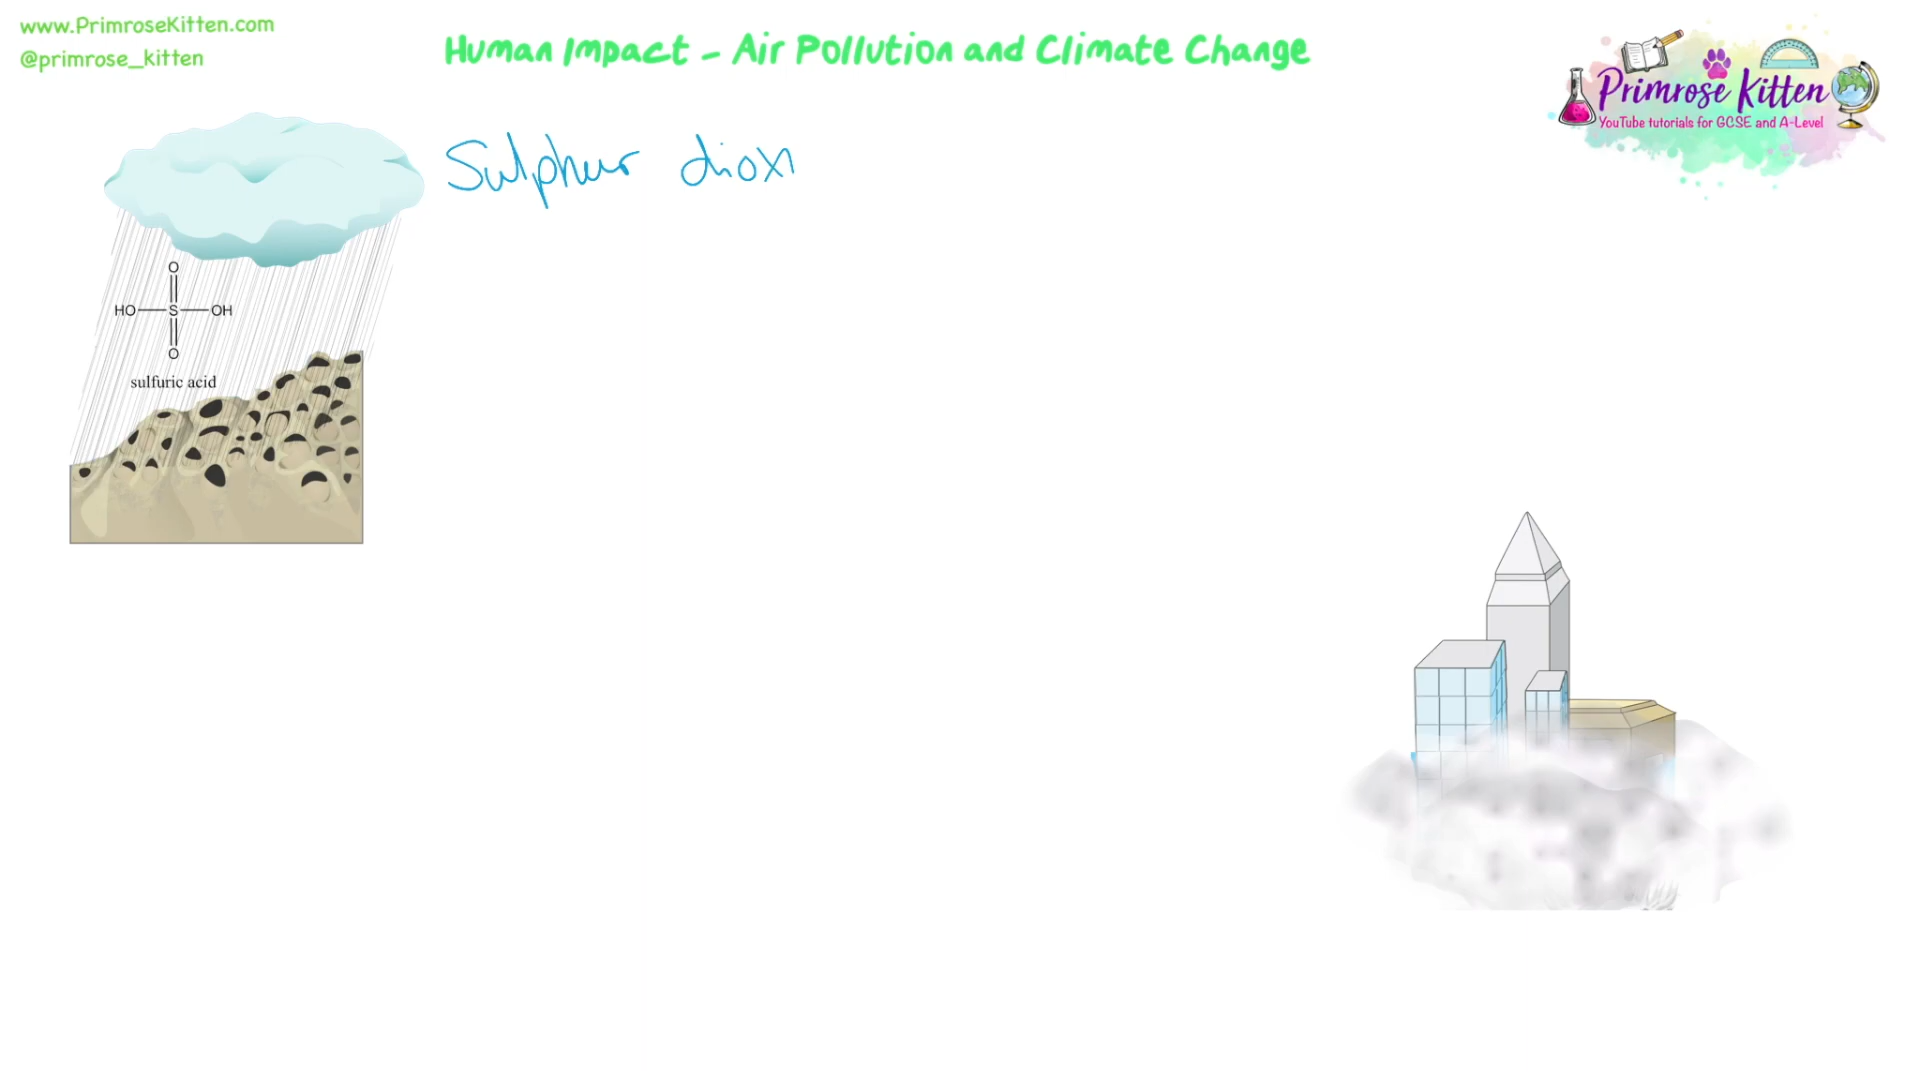 www.PrimroseKitten.com
@primrose_kitten
Human Impact - Air Pollution and Climate Change
Primrose Kitten
YouTube tutorials for GCSE and A-Level
Sulphur dioxi
O
HO S OH
O
sulfuric acid